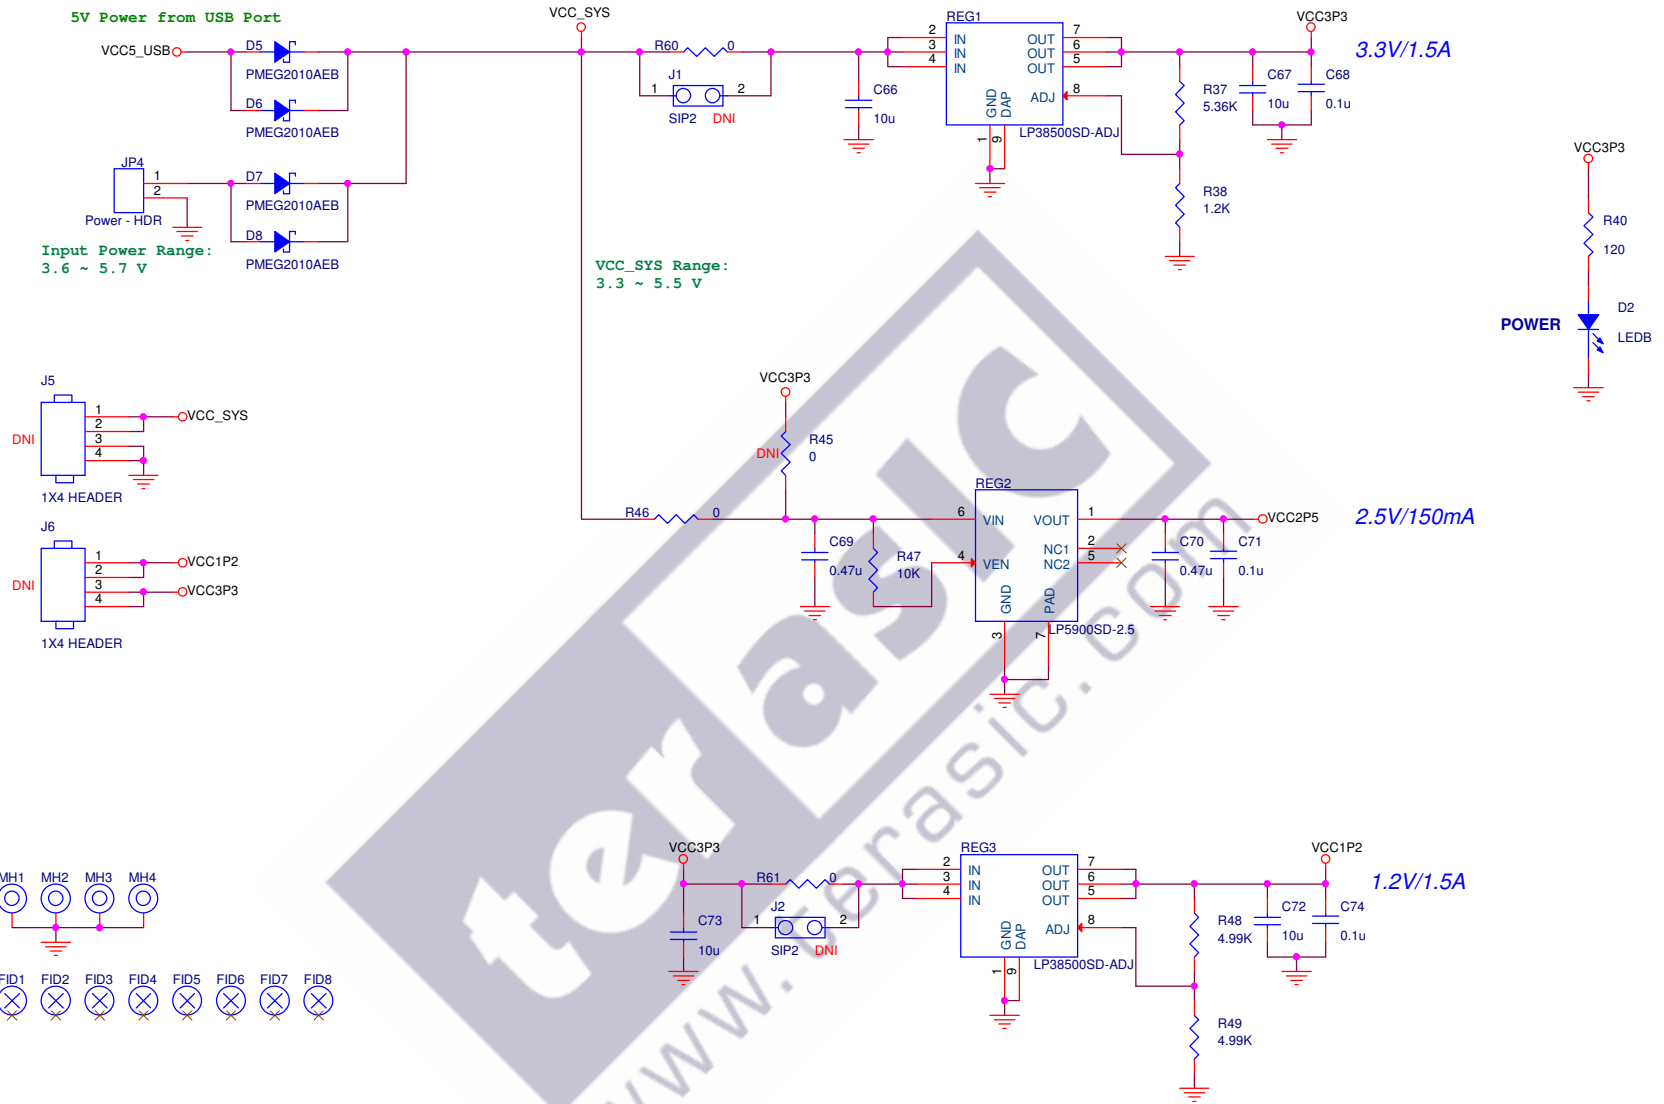 5V Power from USB Port
VCC5_USB
D5
PMEG2010AEB
D6
PMEG2010AEB
JP4
1
2
Power - HDR
D7
PMEG2010AEB
D8
PMEG2010AEB
Input Power Range:
3.6 ~ 5.7 V
VCC_SYS
R60
0
J1
1
2
SIP2
DNI
C66
10u
REG1
2
3
4
IN
IN
IN
OUT
OUT
OUT
7
6
5
ADJ
8
GND
DAP
1
9
LP38500SD-ADJ
R37
5.36K
R38
1.2K
C67
10u
C68
0.1u
VCC3P3
3.3V/1.5A
VCC3P3
R40
120
D2
LEDB
POWER
VCC_SYS Range:
3.3 ~ 5.5 V
J5
DNI
1
2
3
4
VCC_SYS
1X4 HEADER
J6
DNI
1
2
3
4
VCC1P2
VCC3P3
1X4 HEADER
VCC3P3
DNI
R45
0
R46
0
C69
0.47u
R47
10K
REG2
6
VIN
4
VEN
VOUT
1
NC1
2
NC2
5
GND
PAD
3
7
LP5900SD-2.5
C70
0.47u
C71
0.1u
VCC2P5
2.5V/150mA
terasic
www.terasic.com
VCC3P3
C73
10u
R61
0
J2
1
2
SIP2
DNI
REG3
2
3
4
IN
IN
IN
OUT
OUT
OUT
7
6
5
ADJ
8
GND
DAP
1
9
LP38500SD-ADJ
R48
4.99K
R49
4.99K
C72
10u
C74
0.1u
VCC1P2
1.2V/1.5A
MH1
MH2
MH3
MH4
FID1
FID2
FID3
FID4
FID5
FID6
FID7
FID8